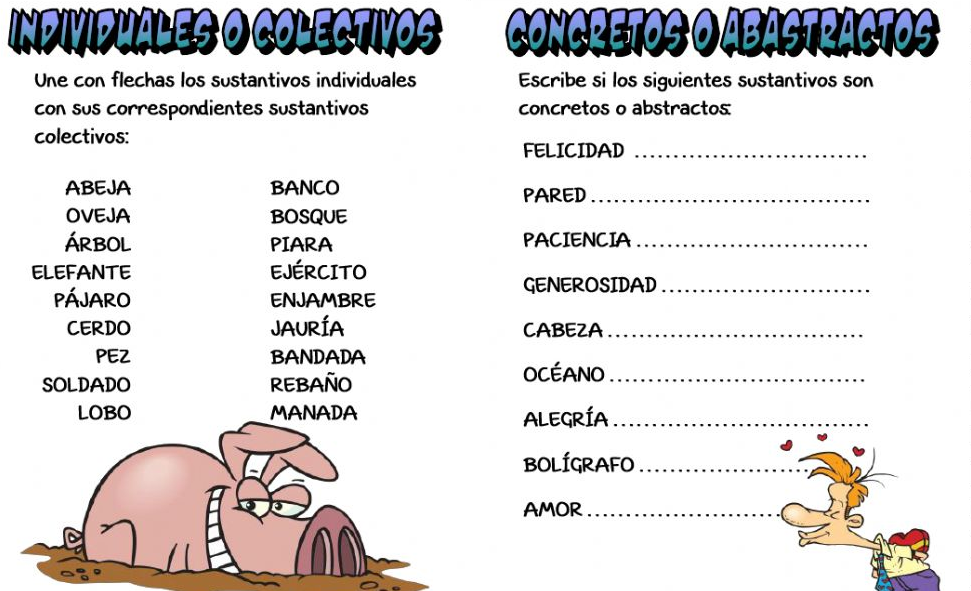 INDIVIDUALES O COLECTIVOS
Une con flechas los sustantivos individuales
con sus correspondientes sustantivos
colectivos:
ABEJA BANCO
OVEJA BOSQUE
ÁRBOL PIARA
ELEFANTE EJÉRCITO
PÁJARO ENJAMBRE
CERDO JAURÍA
PEZ BANDADA
SOLDADO REBAÑO
LOBO MANADA
CONCRETOS O ABASTRACTOS
Escribe si los siguientes sustantivos son
concretos o abstractos:
FELICIDAD ..............................
PARED ....................................
PACIENCIA ..............................
GENEROSIDAD ...........................
CABEZA .................................
OCÉANO .................................
ALEGRÍA .................................
BOLÍGRAFO ......................
AMOR .........................